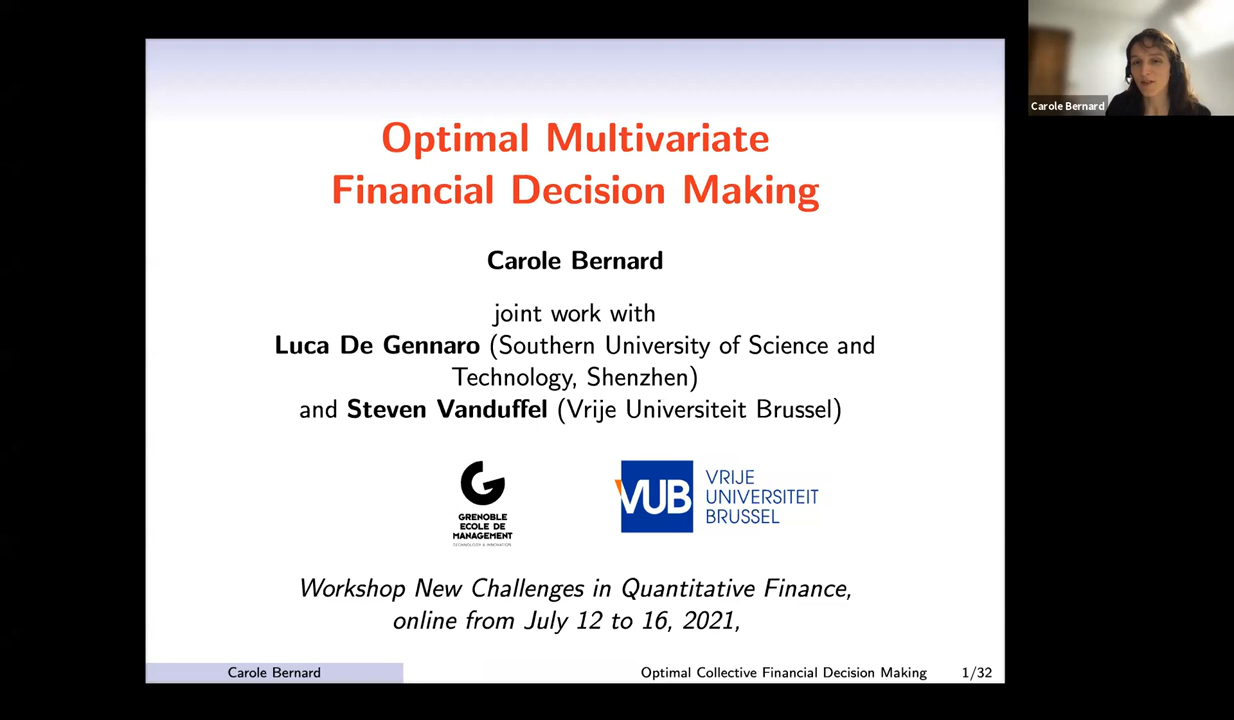 Optimal Multivariate
Financial Decision Making
Carole Bernard
joint work with
Luca De Gennaro (Southern University of Science and
Technology, Shenzhen)
and Steven Vanduffel (Vrije Universiteit Brussel)
GRENOBLE
ECOLE DE
MANAGEMENT
TECHNOLOGY & INNOVATION
VUB
VRIJE
UNIVERSITEIT
BRUSSEL
Workshop New Challenges in Quantitative Finance,
online from July 12 to 16, 2021,
Carole Bernard
Optimal Collective Financial Decision Making
1/32
Carole Bernard